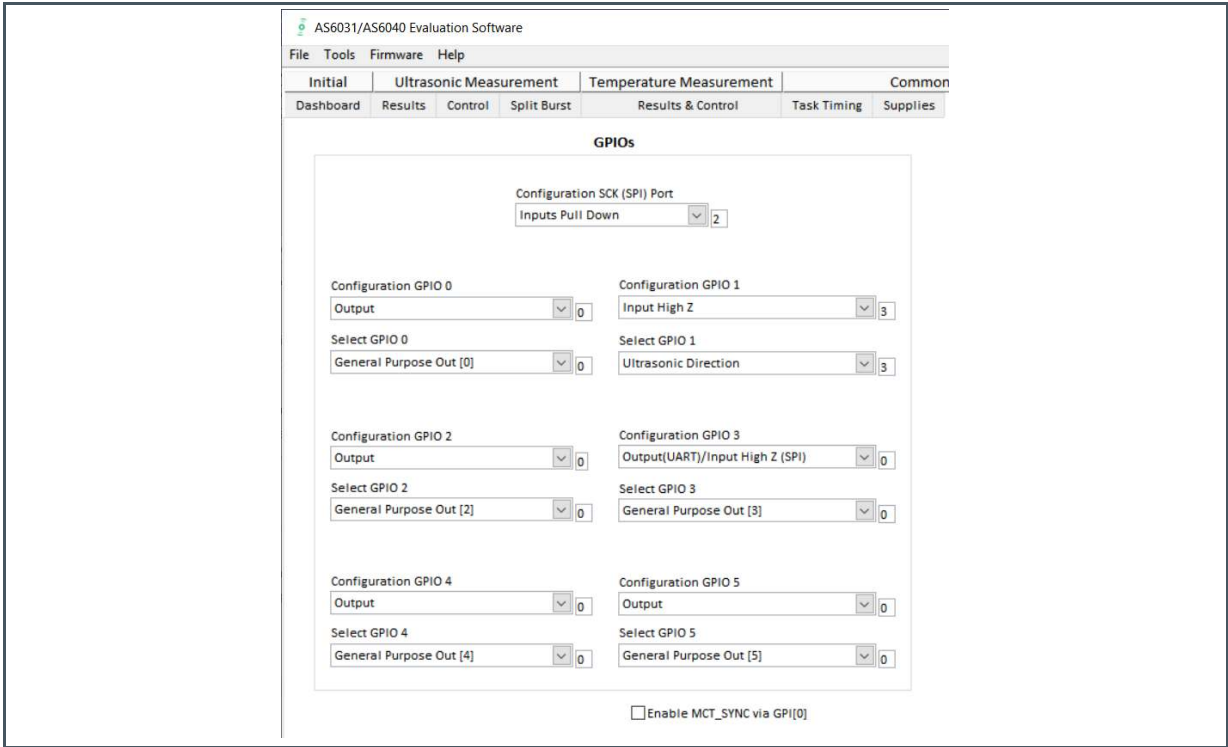 AS6031/AS6040 Evaluation Software
File Tools Firmware Help
Initial Ultrasonic Measurement Temperature Measurement Common
Dashboard Results Control Split Burst Results & Control Task Timing Supplies
GPIOs
Configuration SCK (SPI) Port
Inputs Pull Down 2
Configuration GPIO 0 Configuration GPIO 1
Output 0 Input High Z 3
Select GPIO 0 Select GPIO 1
General Purpose Out [0] 0 Ultrasonic Direction 3
Configuration GPIO 2 Configuration GPIO 3
Output 0 Output(UART)/Input High Z (SPI) 0
Select GPIO 2 Select GPIO 3
General Purpose Out [2] 0 General Purpose Out [3] 0
Configuration GPIO 4 Configuration GPIO 5
Output 0 Output 0
Select GPIO 4 Select GPIO 5
General Purpose Out [4] 0 General Purpose Out [5] 0
Enable MCT_SYNC via GPI[0]